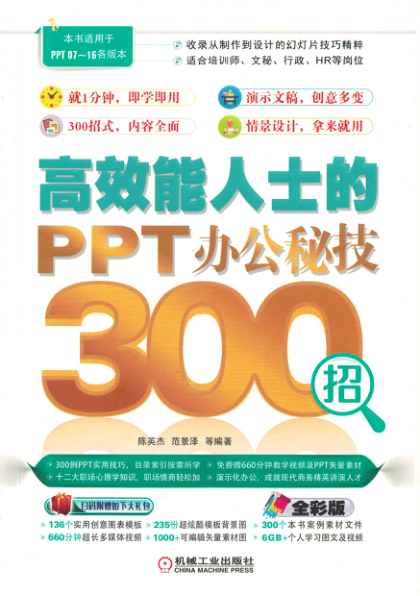 本书适用于
PPT 07~16各版本
收录从制作到设计的幻灯片技巧精粹
适合培训师、文秘、行政、HR等岗位
就1分钟，即学即用
演示文稿，创意多变
300招式，内容全面
情景设计，拿来就用
高效能人士的
PPT办公秘技
300
招
陈英杰 范景泽 等编著
300例PPT实用技巧，目录索引按需所学
免费赠660分钟教学视频及PPT矢量素材
十二大职场心理学知识，职场情商轻松加
演示化办公，成就现代商务精英讲演人才
扫码附赠如下大礼包
全彩版
136个实用创意图表模板
235份超炫酷模板背景图
300个本书案例素材文件
660分钟超长多媒体视频
1000+可编辑矢量素材图
6GB+个人学习图文及视频
机械工业出版社
CHINA MACHINE PRESS